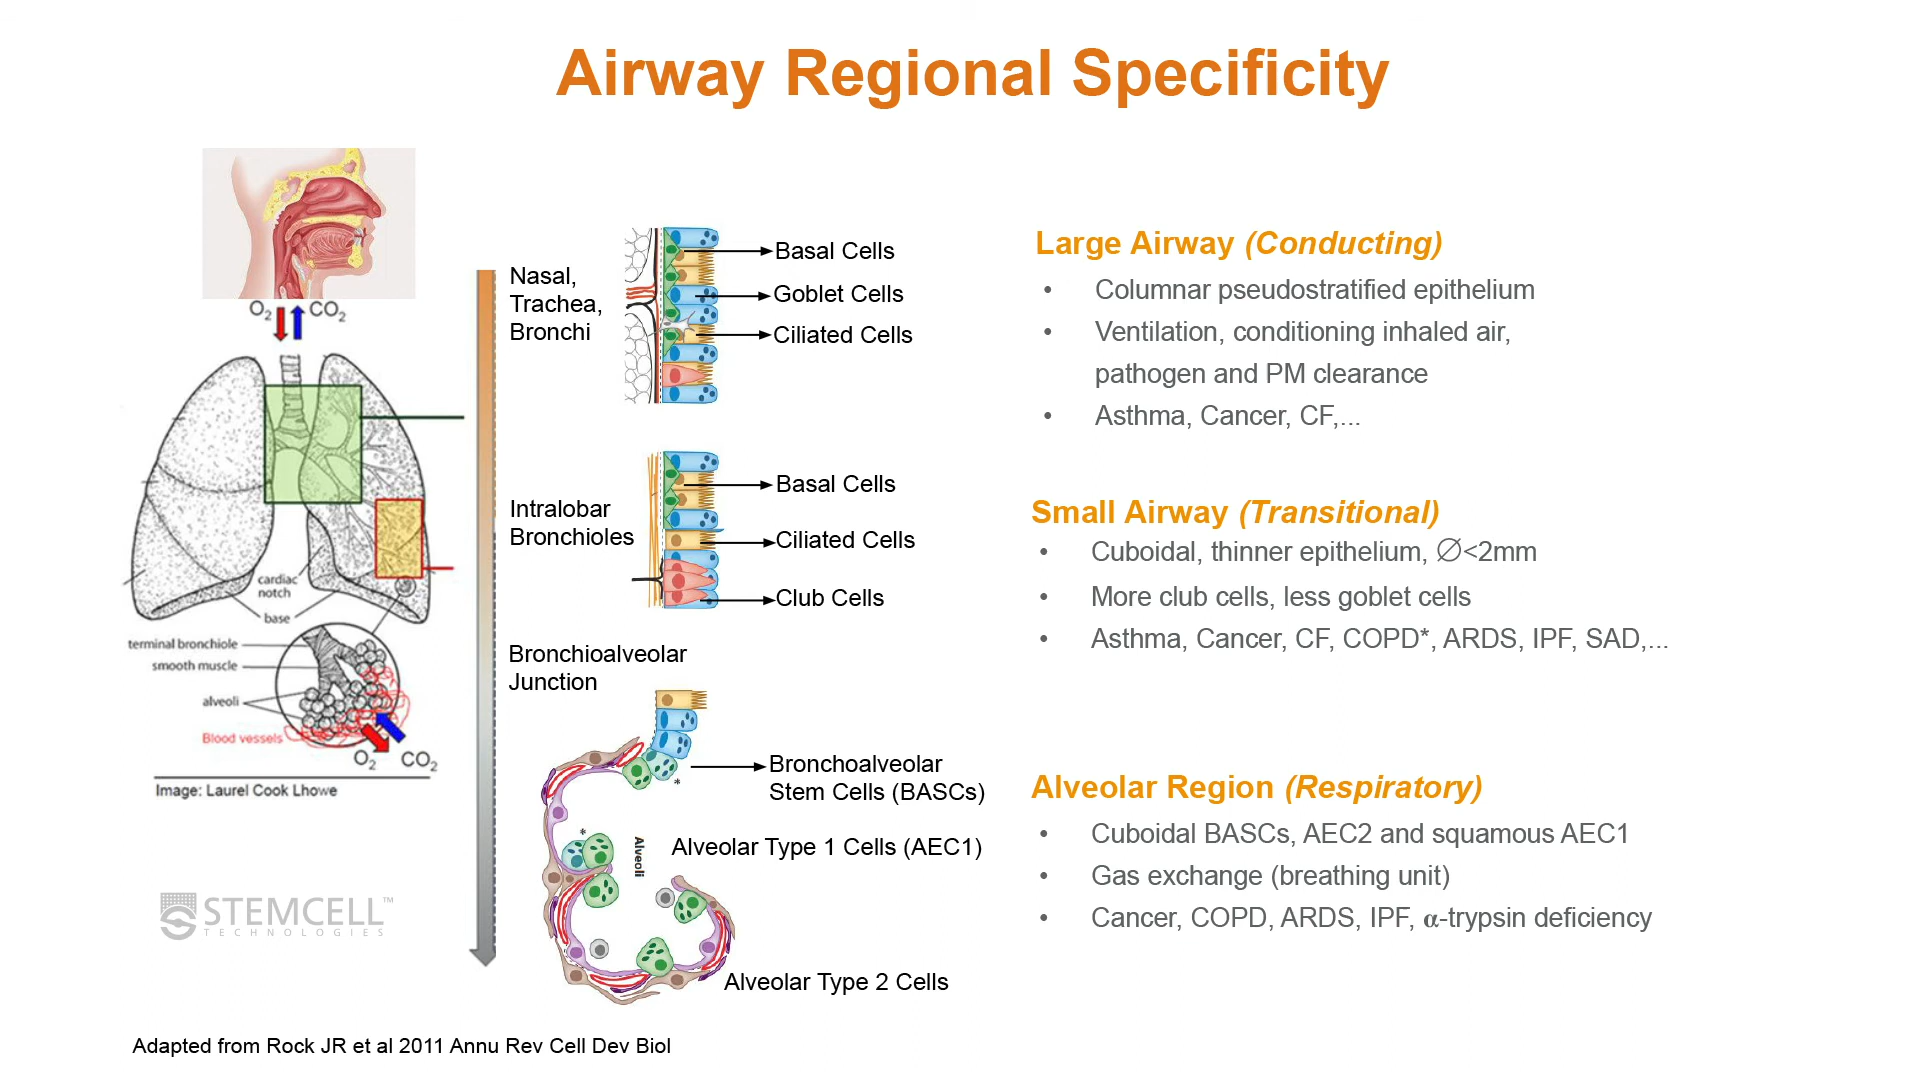 Airway Regional Specificity
O2 CO2
cardiac
notch
base
terminal bronchiole
smooth muscle
alveoli
Blood vessels
O2 CO2
Image: Laurel Cook Lhowe
STEMCELL™
TECHNOLOGIES
Nasal,
Trachea,
Bronchi
Basal Cells
Goblet Cells
Ciliated Cells
Intralobar
Bronchioles
Basal Cells
Ciliated Cells
Club Cells
Bronchioalveolar
Junction
*
Bronchoalveolar
Stem Cells (BASCs)
*
Alveoli
Alveolar Type 1 Cells (AEC1)
Alveolar Type 2 Cells
Large Airway (Conducting)
• Columnar pseudostratified epithelium
• Ventilation, conditioning inhaled air,
pathogen and PM clearance
• Asthma, Cancer, CF,...
Small Airway (Transitional)
• Cuboidal, thinner epithelium, ∅<2mm
• More club cells, less goblet cells
• Asthma, Cancer, CF, COPD*, ARDS, IPF, SAD,...
Alveolar Region (Respiratory)
• Cuboidal BASCs, AEC2 and squamous AEC1
• Gas exchange (breathing unit)
• Cancer, COPD, ARDS, IPF, α-trypsin deficiency
Adapted from Rock JR et al 2011 Annu Rev Cell Dev Biol